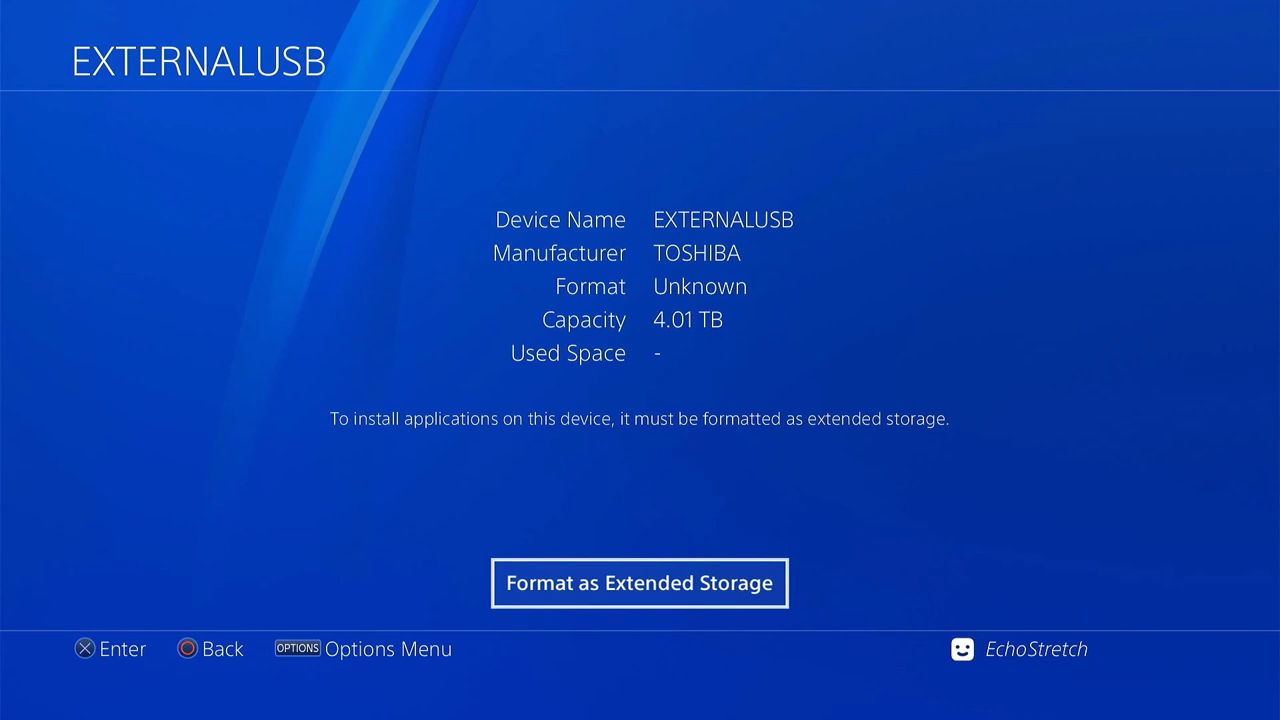 EXTERNALUSB
Device Name EXTERNALUSB
Manufacturer TOSHIBA
Format Unknown
Capacity 4.01 TB
Used Space -
To install applications on this device, it must be formatted as extended storage.
Format as Extended Storage
Enter Back OPTIONS Options Menu EchoStretch